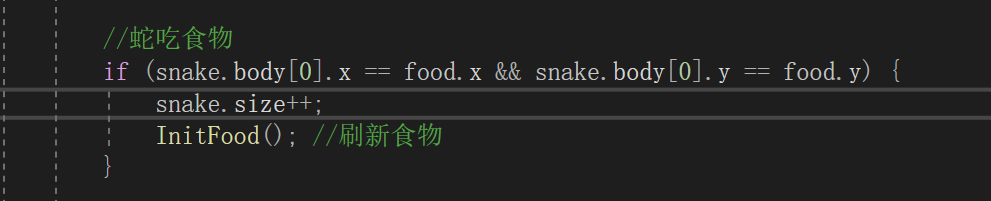 //蛇吃食物
if (snake.body[0].x == food.x && snake.body[0].y == food.y) {
snake.size++;
InitFood(); //刷新食物
}